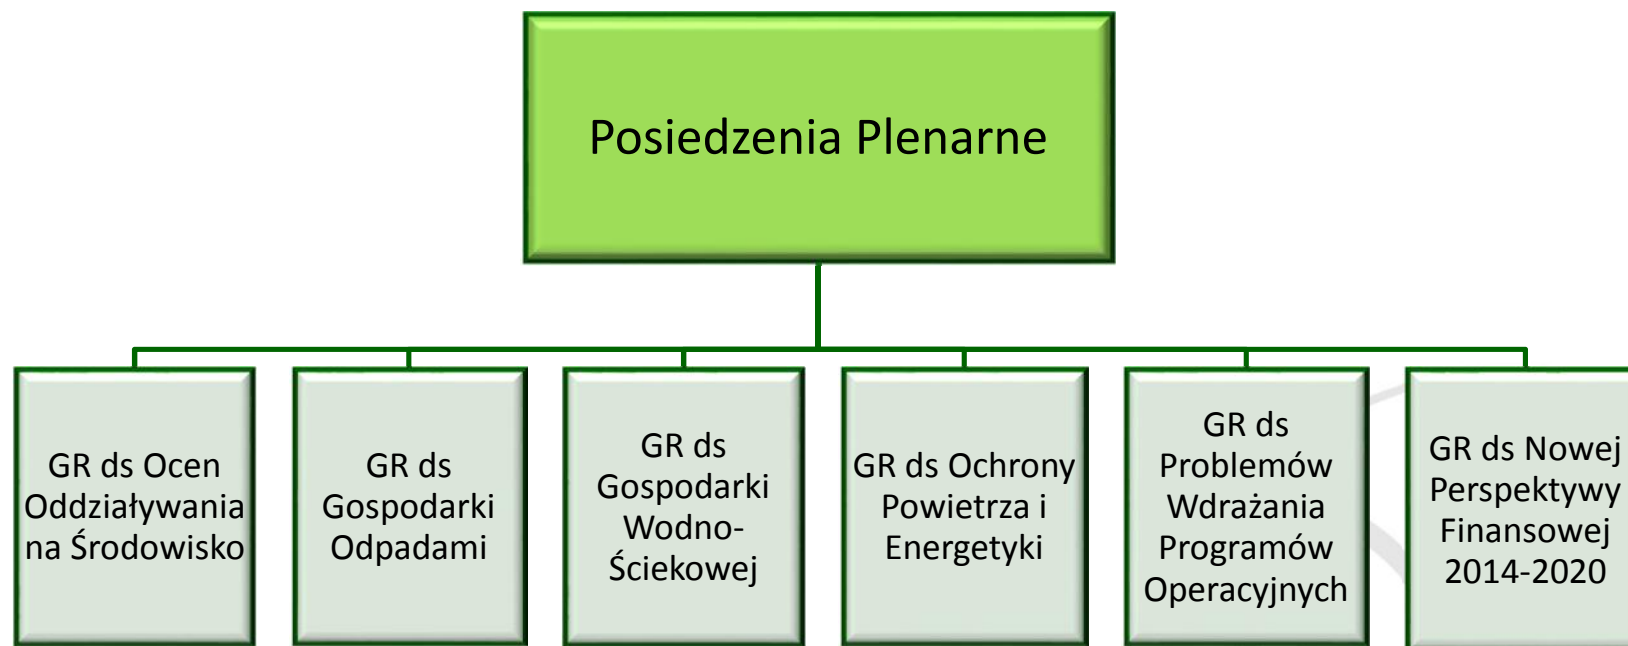 Posiedzenia Plenarne
GR ds Ocen
Oddziaływania
na Środowisko
GR ds
Gospodarki
Odpadami
GR ds
Gospodarki
Wodno-
Ściekowej
GR ds Ochrony
Powietrza i
Energetyki
GR ds
Problemów
Wdrażania
Programów
Operacyjnych
GR ds Nowej
Perspektywy
Finansowej
2014-2020